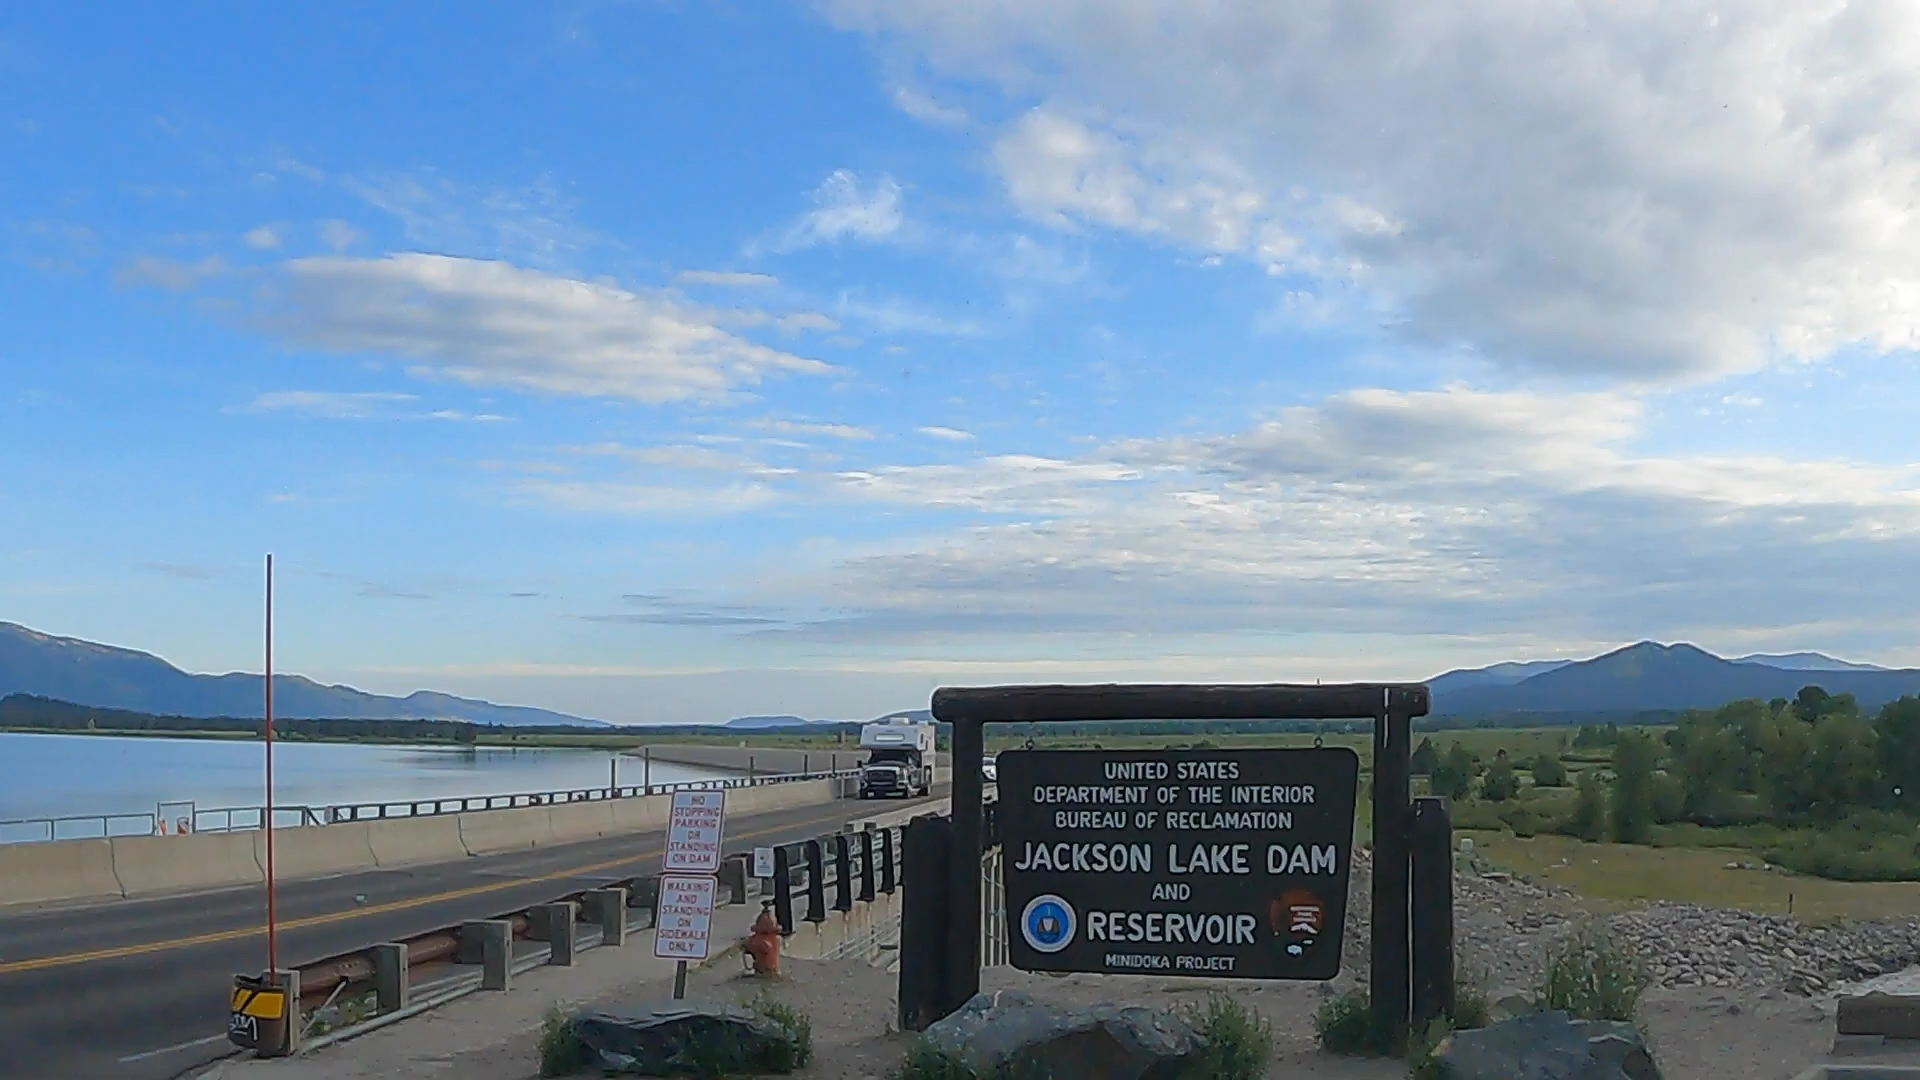 NO
STOPPING
PARKING
OR
STANDING
ON DAM
WALKING
AND
STANDING
ON
SIDEWALK
ONLY
UNITED STATES
DEPARTMENT OF THE INTERIOR
BUREAU OF RECLAMATION
JACKSON LAKE DAM
AND
RESERVOIR
MINIDOKA PROJECT